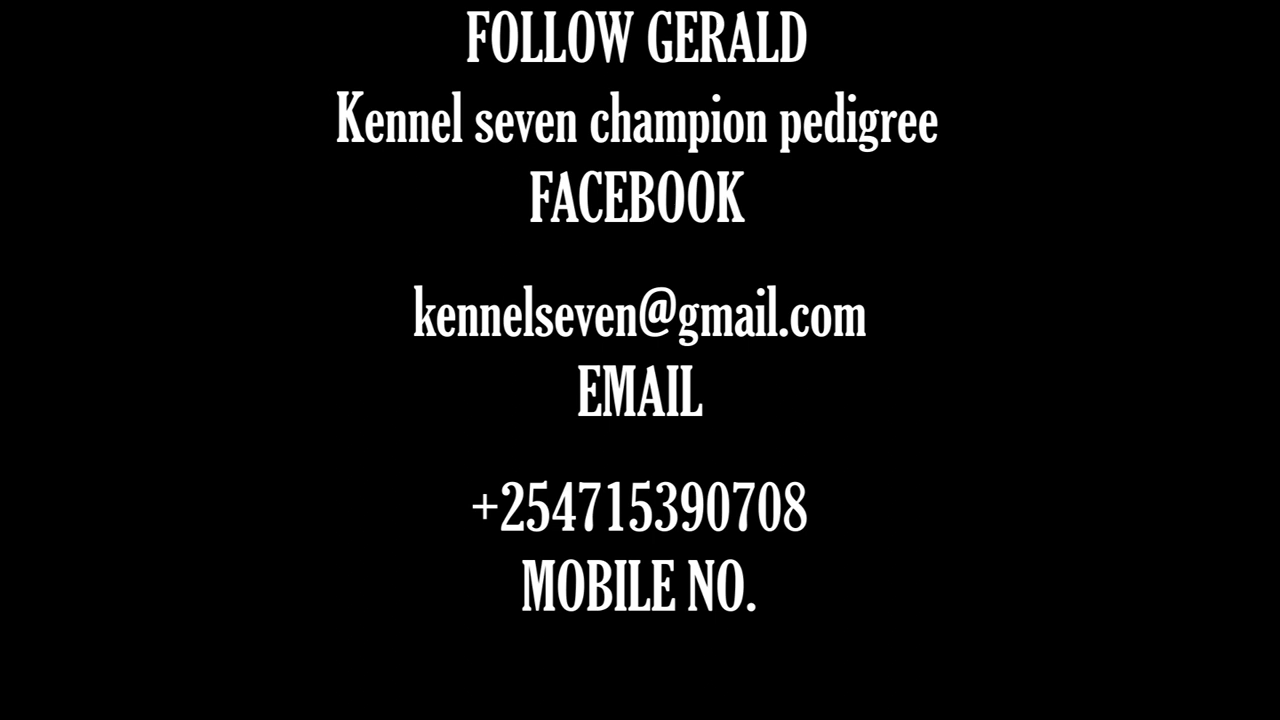 FOLLOW GERALD
Kennel seven champion pedigree
FACEBOOK
kennelseven@gmail.com
EMAIL
+254715390708
MOBILE NO.